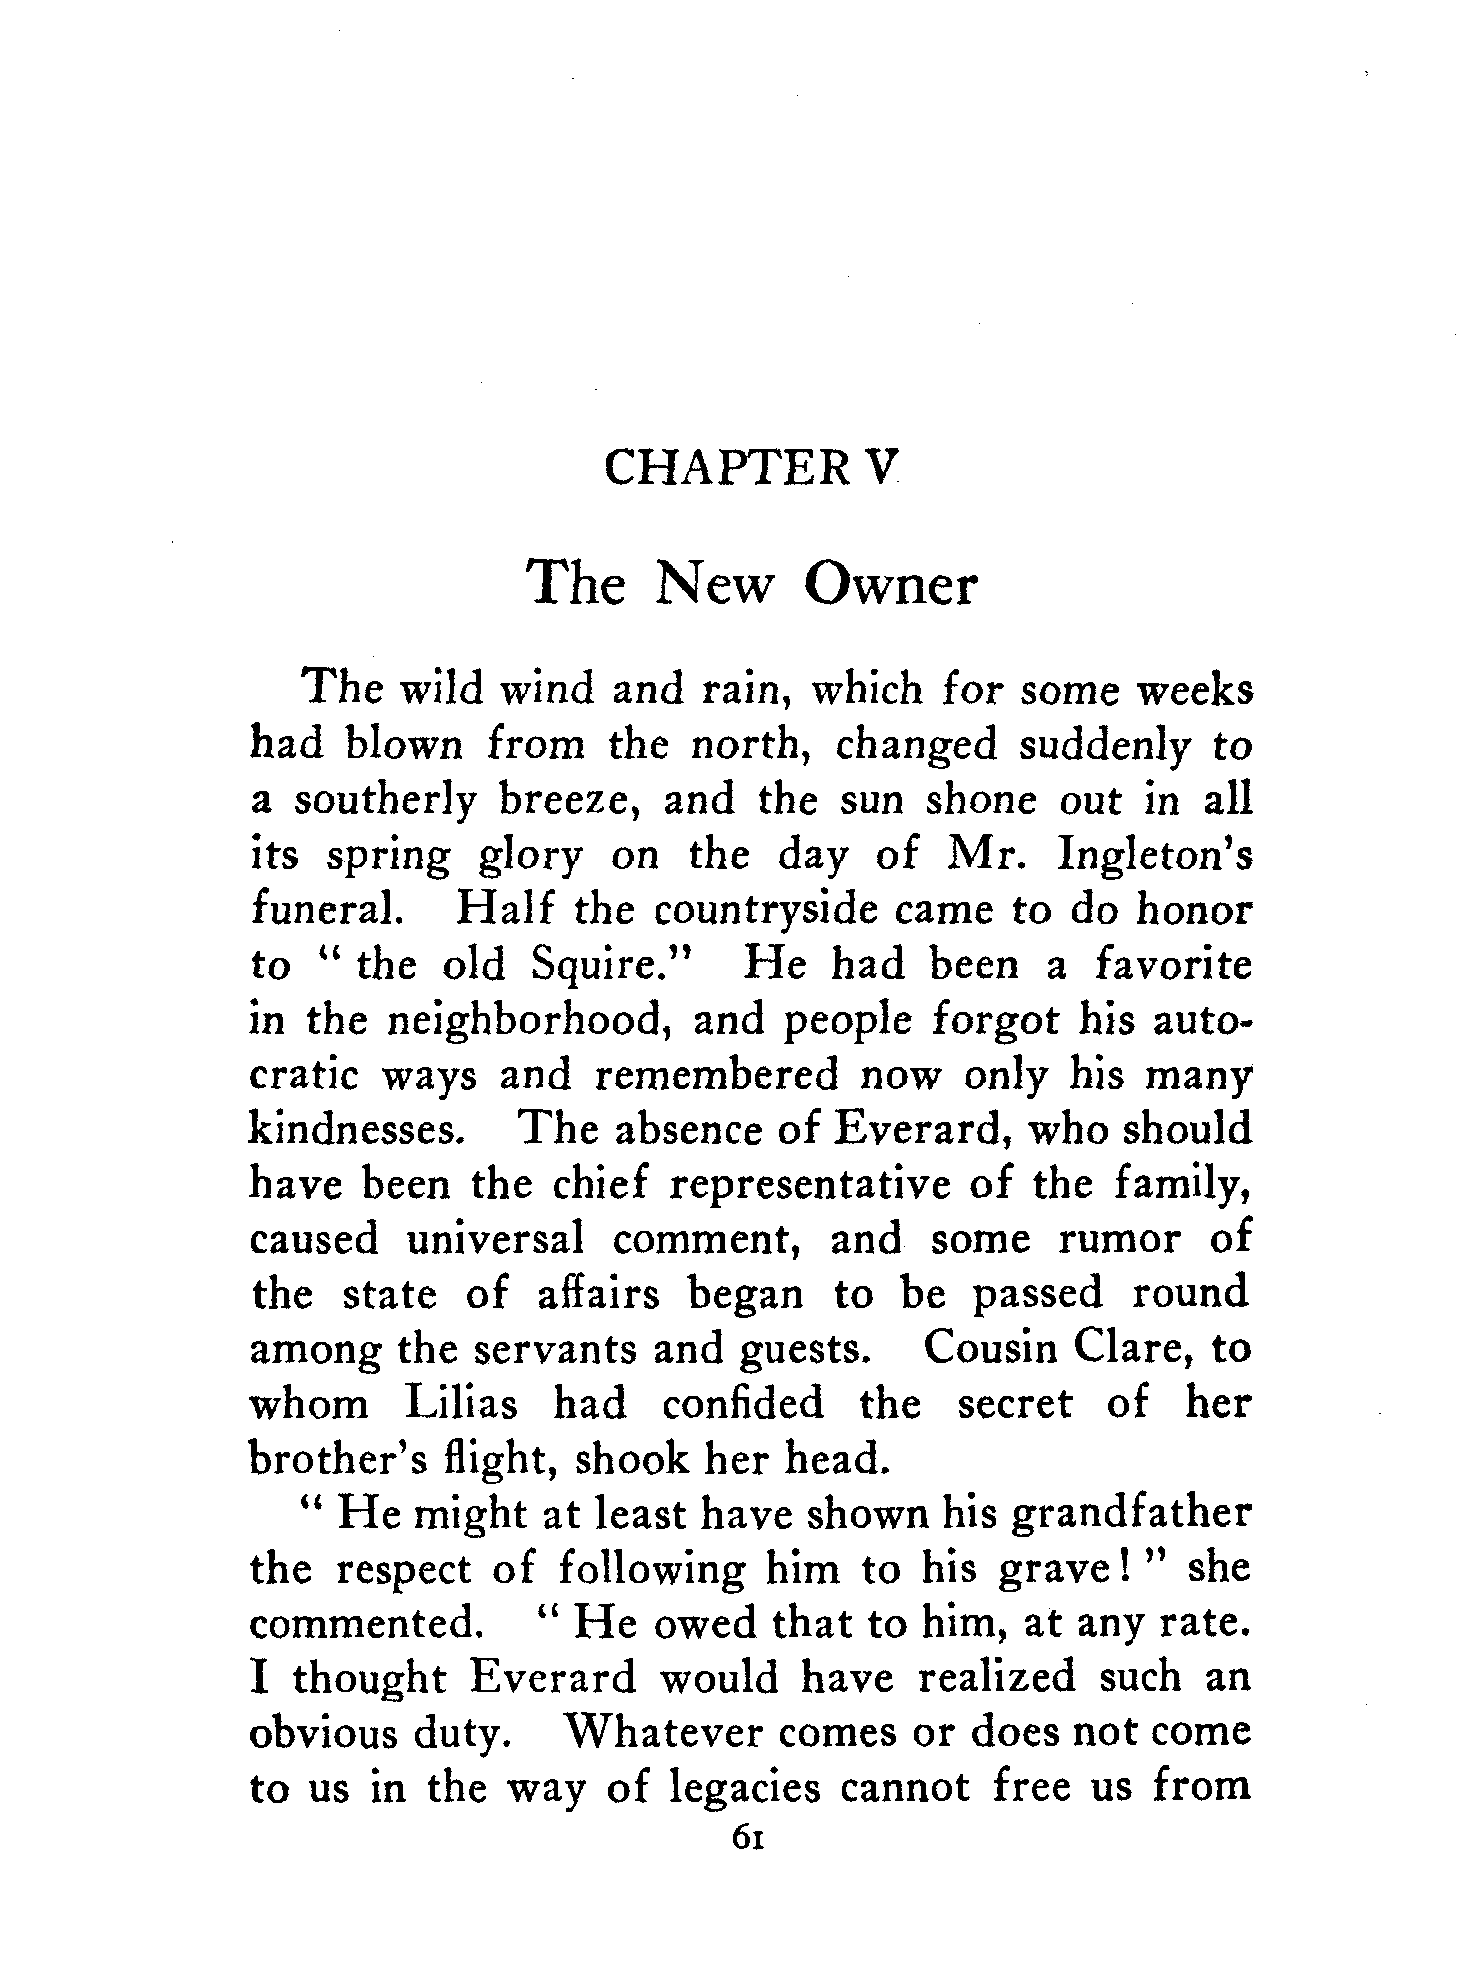 CHAPTER V
The New Owner
The wild wind and rain, which for some weeks
had blown from the north, changed suddenly to
a southerly breeze, and the sun shone out in all
its spring glory on the day of Mr. Ingleton's
funeral. Half the countryside came to do honor
to " the old Squire." He had been a favorite
in the neighborhood, and people forgot his auto-
cratic ways and remembered now only his many
kindnesses. The absence of Everard, who should
have been the chief representative of the family,
caused universal comment, and some rumor of
the state of affairs began to be passed round
among the servants and guests. Cousin Clare, to
whom Lilias had confided the secret of her
brother's flight, shook her head.
" He might at least have shown his grandfather
the respect of following him to his grave! " she
commented. " He owed that to him, at any rate.
I thought Everard would have realized such an
obvious duty. Whatever comes or does not come
to us in the way of legacies cannot free us from
61